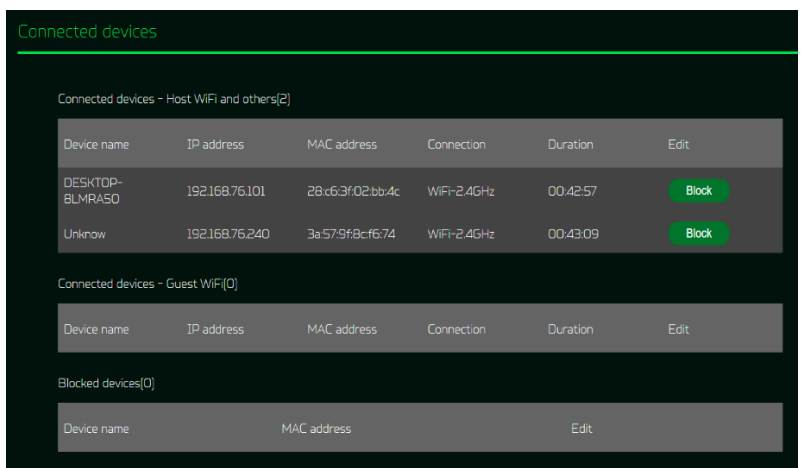 Connected devices
Connected devices - Host WiFi and others[2]
Device name IP address MAC address Connection Duration Edit
DESKTOP-
8LMRA5O 192.168.76.101 28:c6:3f:02:bb:4c WiFi-2.4GHz 00:42:57 Block
Unknow 192.168.76.240 3a:57:9f:8c:f6:74 WiFi-2.4GHz 00:43:09 Block
Connected devices - Guest WiFi[0]
Device name IP address MAC address Connection Duration Edit
Blocked devices[0]
Device name MAC address Edit